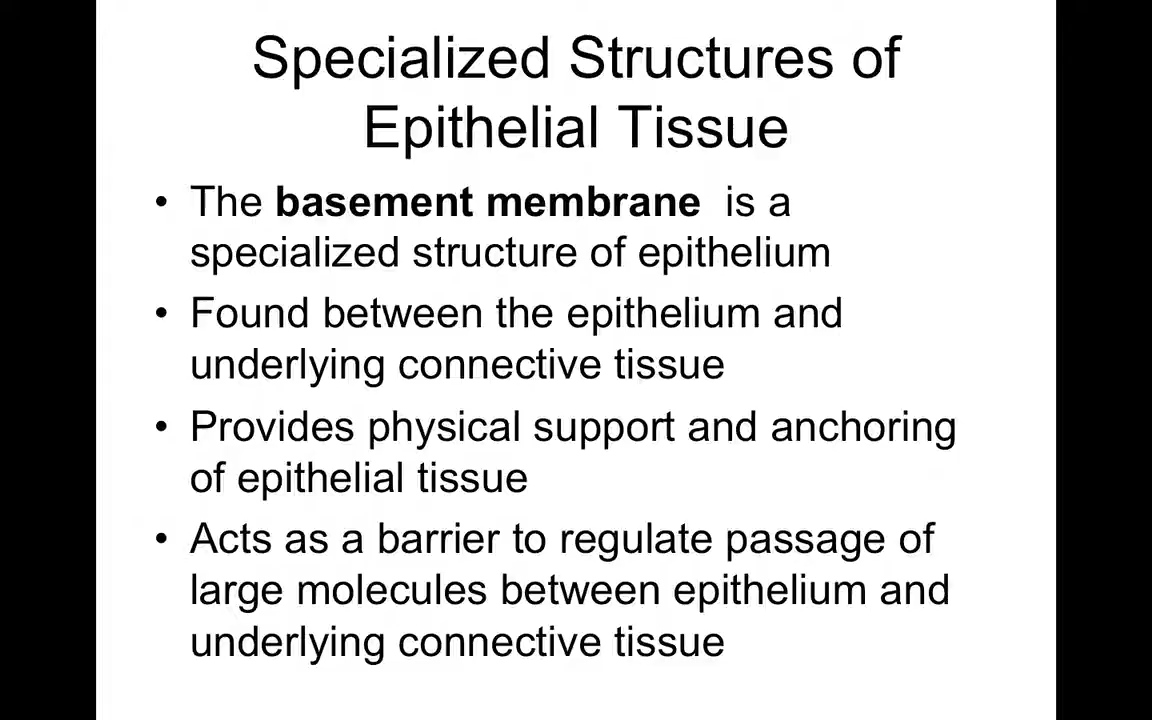 Specialized Structures of
Epithelial Tissue
• The basement membrane is a
specialized structure of epithelium
• Found between the epithelium and
underlying connective tissue
• Provides physical support and anchoring
of epithelial tissue
• Acts as a barrier to regulate passage of
large molecules between epithelium and
underlying connective tissue